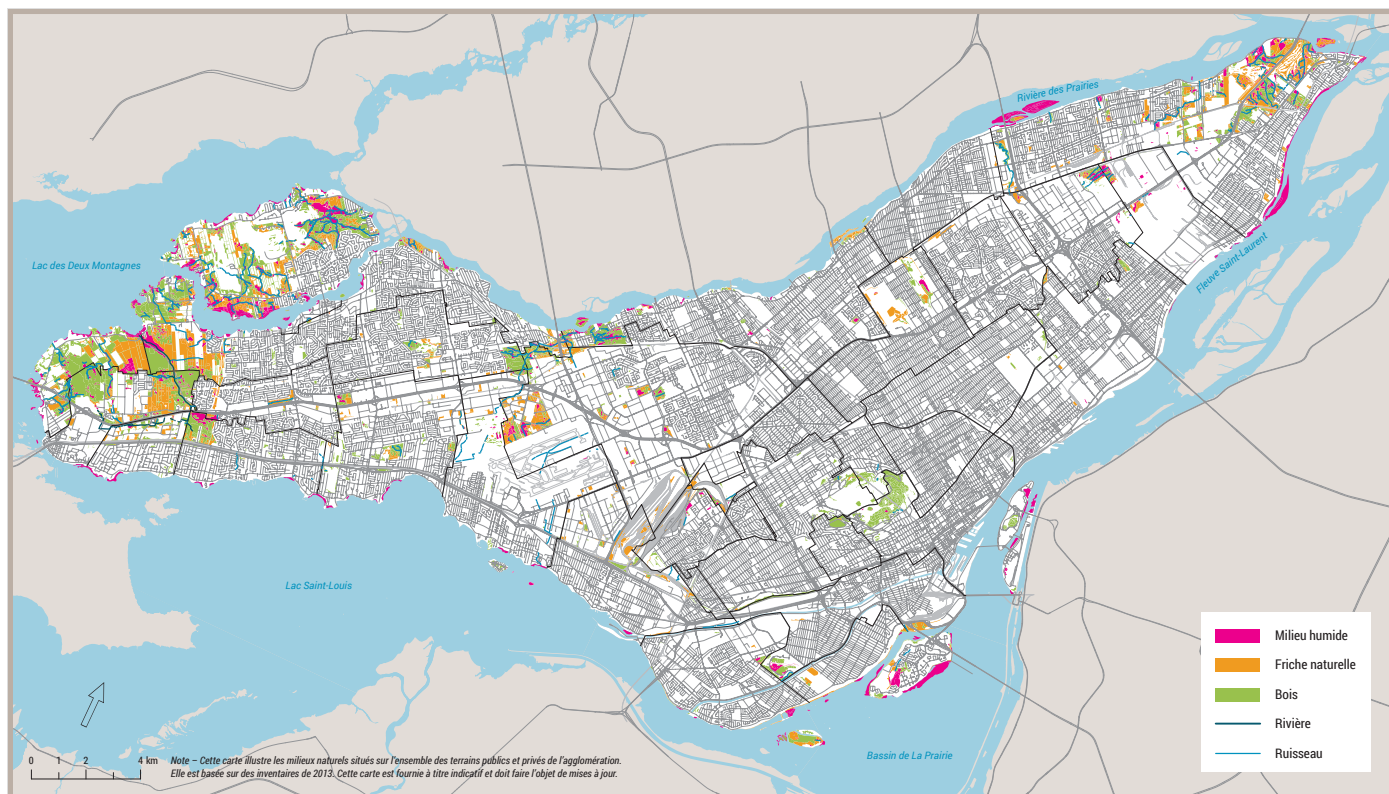 Rivière des Prairies
Lac des Deux Montagnes
Fleuve Saint-Laurent
Lac Saint-Louis
Bassin de La Prairie
Milieu humide
Friche naturelle
Bois
Rivière
Ruisseau
0 1 2 4 km
Note – Cette carte illustre les milieux naturels situés sur l'ensemble des terrains publics et privés de l'agglomération.
Elle est basée sur des inventaires de 2013. Cette carte est fournie à titre indicatif et doit faire l'objet de mises à jour.